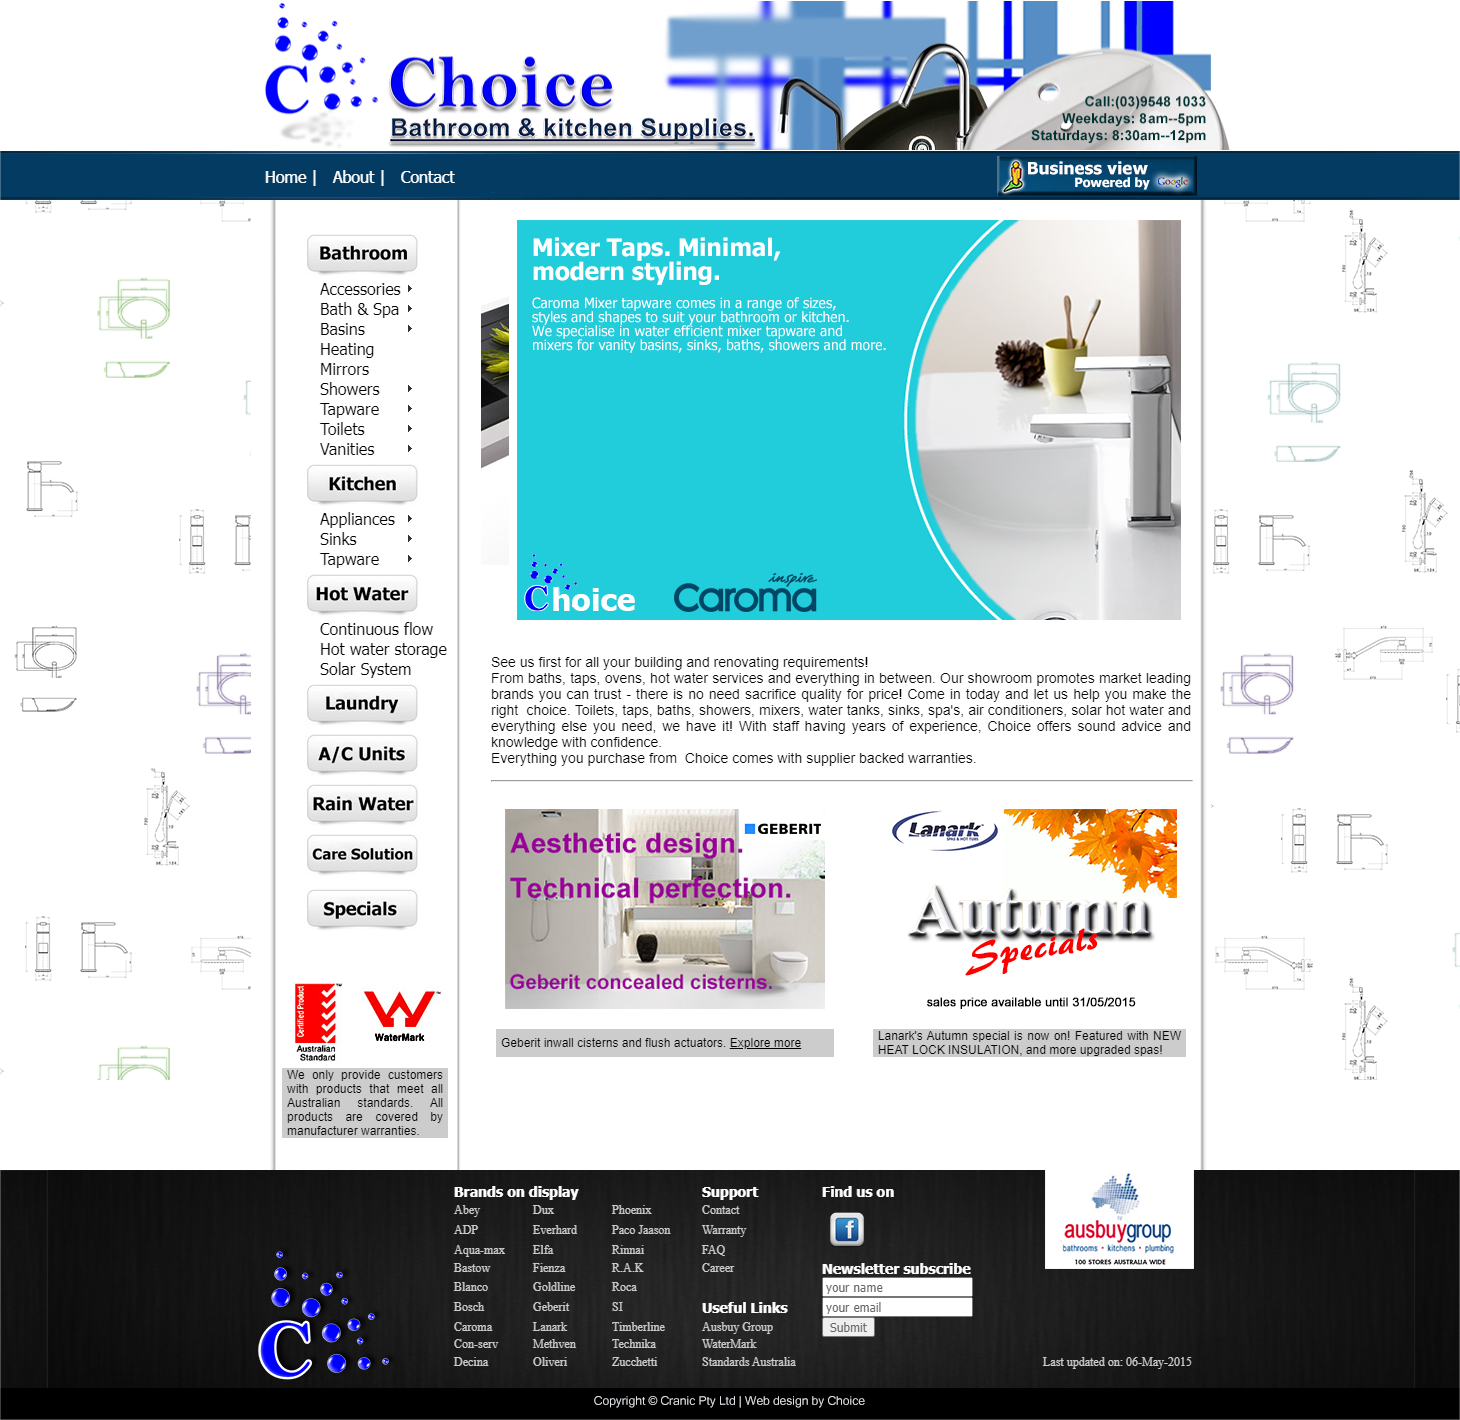 C
Choice
Bathroom & kitchen Supplies.
Call:(03)9548 1033
Weekdays: 8am--5pm
Staturdays: 8:30am--12pm
Home | About | Contact
Business view
Powered by Google
Bathroom
Accessories
Bath & Spa
Basins
Heating
Mirrors
Showers
Tapware
Toilets
Vanities
Kitchen
Appliances
Sinks
Tapware
Hot Water
Continuous flow
Hot water storage
Solar System
Laundry
A/C Units
Rain Water
Care Solution
Specials
Certified Product
TM
Australian
Standard
TM
WaterMark
We only provide customers
with products that meet all
Australian standards. All
products are covered by
manufacturer warranties.
Mixer Taps. Minimal,
modern styling.
Caroma Mixer tapware comes in a range of sizes,
styles and shapes to suit your bathroom or kitchen.
We specialise in water efficient mixer tapware and
mixers for vanity basins, sinks, baths, showers and more.
Choice
inspire
Caroma
See us first for all your building and renovating requirements!
From baths, taps, ovens, hot water services and everything in between. Our showroom promotes market leading
brands you can trust - there is no need sacrifice quality for price! Come in today and let us help you make the
right choice. Toilets, taps, baths, showers, mixers, water tanks, sinks, spa's, air conditioners, solar hot water and
everything else you need, we have it! With staff having years of experience, Choice offers sound advice and
knowledge with confidence.
Everything you purchase from Choice comes with supplier backed warranties.
GEBERIT
Aesthetic design.
Technical perfection.
Geberit concealed cisterns.
Geberit inwall cisterns and flush actuators. Explore more
Lanark
SPAS & HOT TUBS
Autumn
Specials
sales price available until 31/05/2015
Lanark's Autumn special is now on! Featured with NEW
HEAT LOCK INSULATION, and more upgraded spas!
C
Brands on display
Abey
ADP
Aqua-max
Bastow
Blanco
Bosch
Caroma
Con-serv
Decina
Dux
Everhard
Elfa
Fienza
Goldline
Geberit
Lanark
Methven
Oliveri
Phoenix
Paco Jaason
Rinnai
R.A.K
Roca
SI
Timberline
Technika
Zucchetti
Support
Contact
Warranty
FAQ
Career
Useful Links
Ausbuy Group
WaterMark
Standards Australia
Find us on
f
Newsletter subscribe
your name
your email
Submit
ausbuygroup
bathrooms • kitchens • plumbing
100 STORES AUSTRALIA WIDE
Last updated on: 06-May-2015
Copyright © Cranic Pty Ltd | Web design by Choice